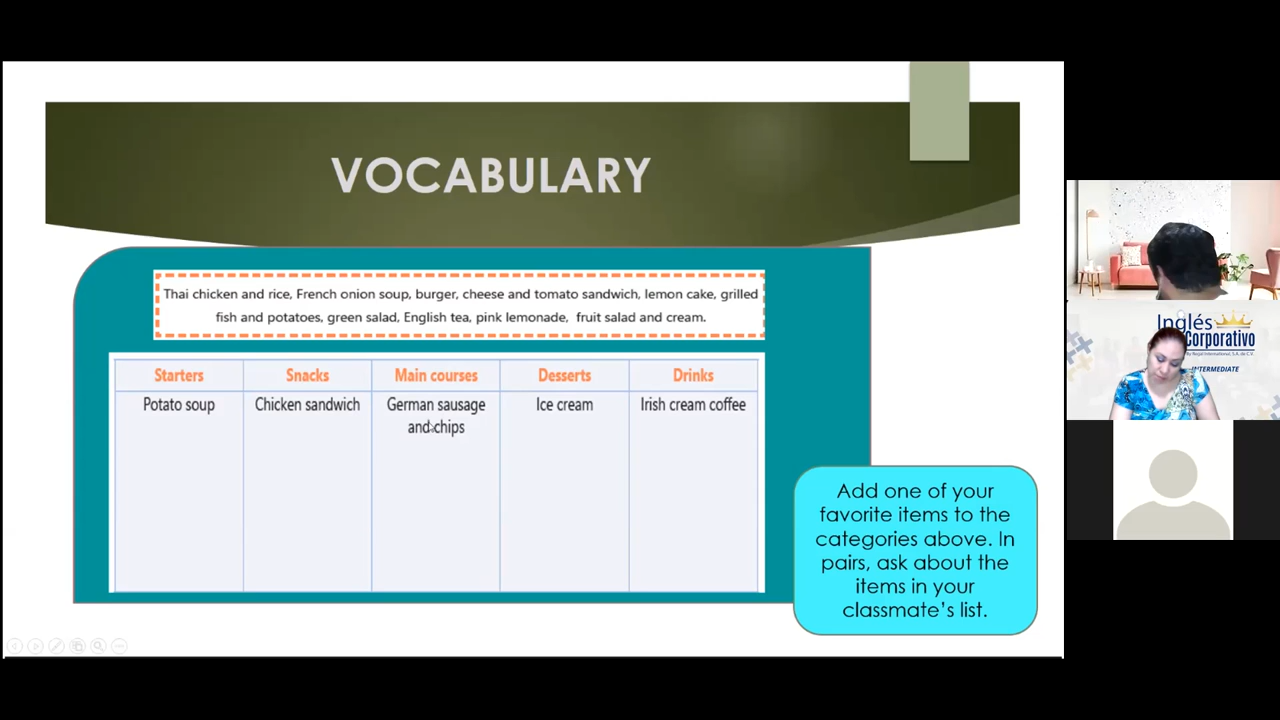 VOCABULARY
Thai chicken and rice, French onion soup, burger, cheese and tomato sandwich, lemon cake, grilled
fish and potatoes, green salad, English tea, pink lemonade, fruit salad and cream.
Starters Snacks Main courses Desserts Drinks
Potato soup Chicken sandwich German sausage Ice cream Irish cream coffee
and chips
Add one of your
favorite items to the
categories above. In
pairs, ask about the
items in your
classmate's list.
Inglés
Corporativo
INTERMEDIATE